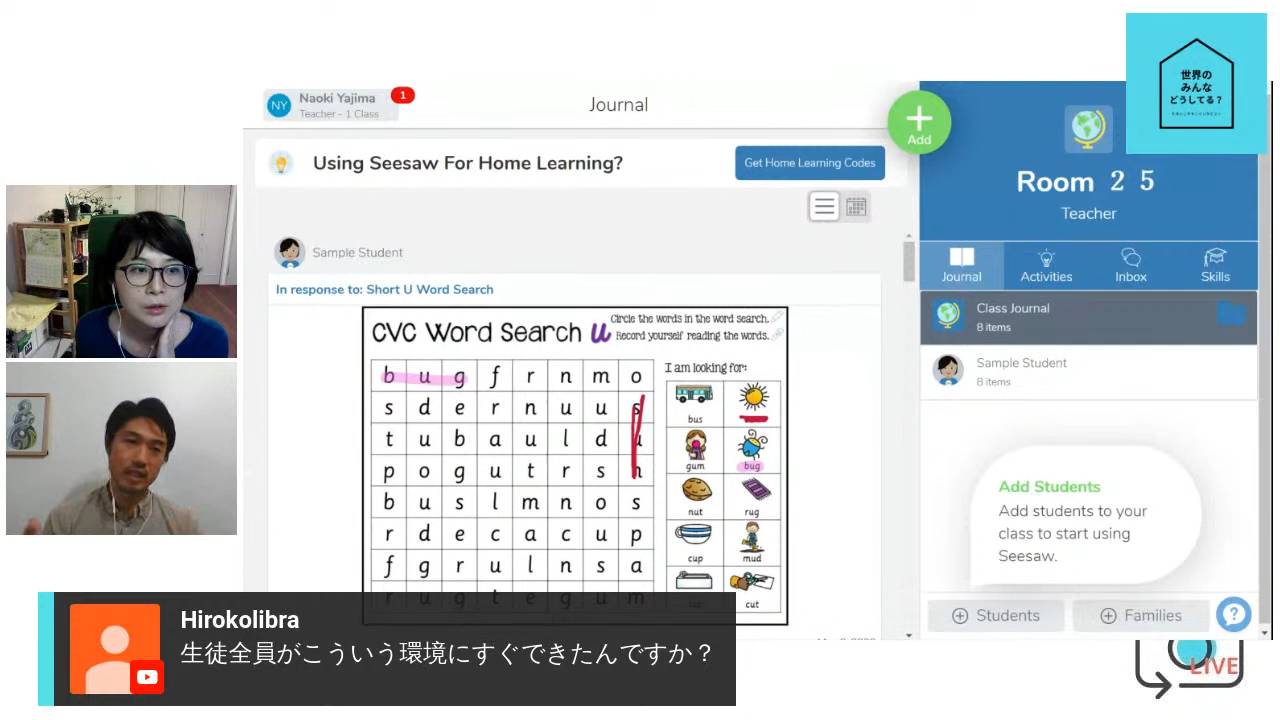 世界の
みんな
どうしてる？
NY
Naoki Yajima
Teacher - 1 Class
1
Journal
Add
Using Seesaw For Home Learning?
Get Home Learning Codes
Room 25
Teacher
Journal
Activities
Inbox
Skills
Class Journal
8 items
Sample Student
8 items
Add Students
Add students to your
class to start using
Seesaw.
Students
Families
?
Sample Student
In response to: Short U Word Search
CVC Word Search u
Circle the words in the word search.
Record yourself reading the words.
b u g f r n m o
s d e r n u u s
t u b a u l d u
p o g u t r s n
b u s l m n o s
r d e c a c u p
f g r u l n s a
r u g t e g u m
I am looking for:
bus
gum
bug
nut
rug
cup
mud
cut
Hirokolibra
生徒全員がこういう環境にすぐできたんですか？
LIVE